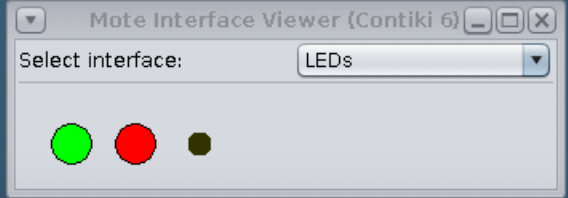 Mote Interface Viewer (Contiki 6)
Select interface: LEDs